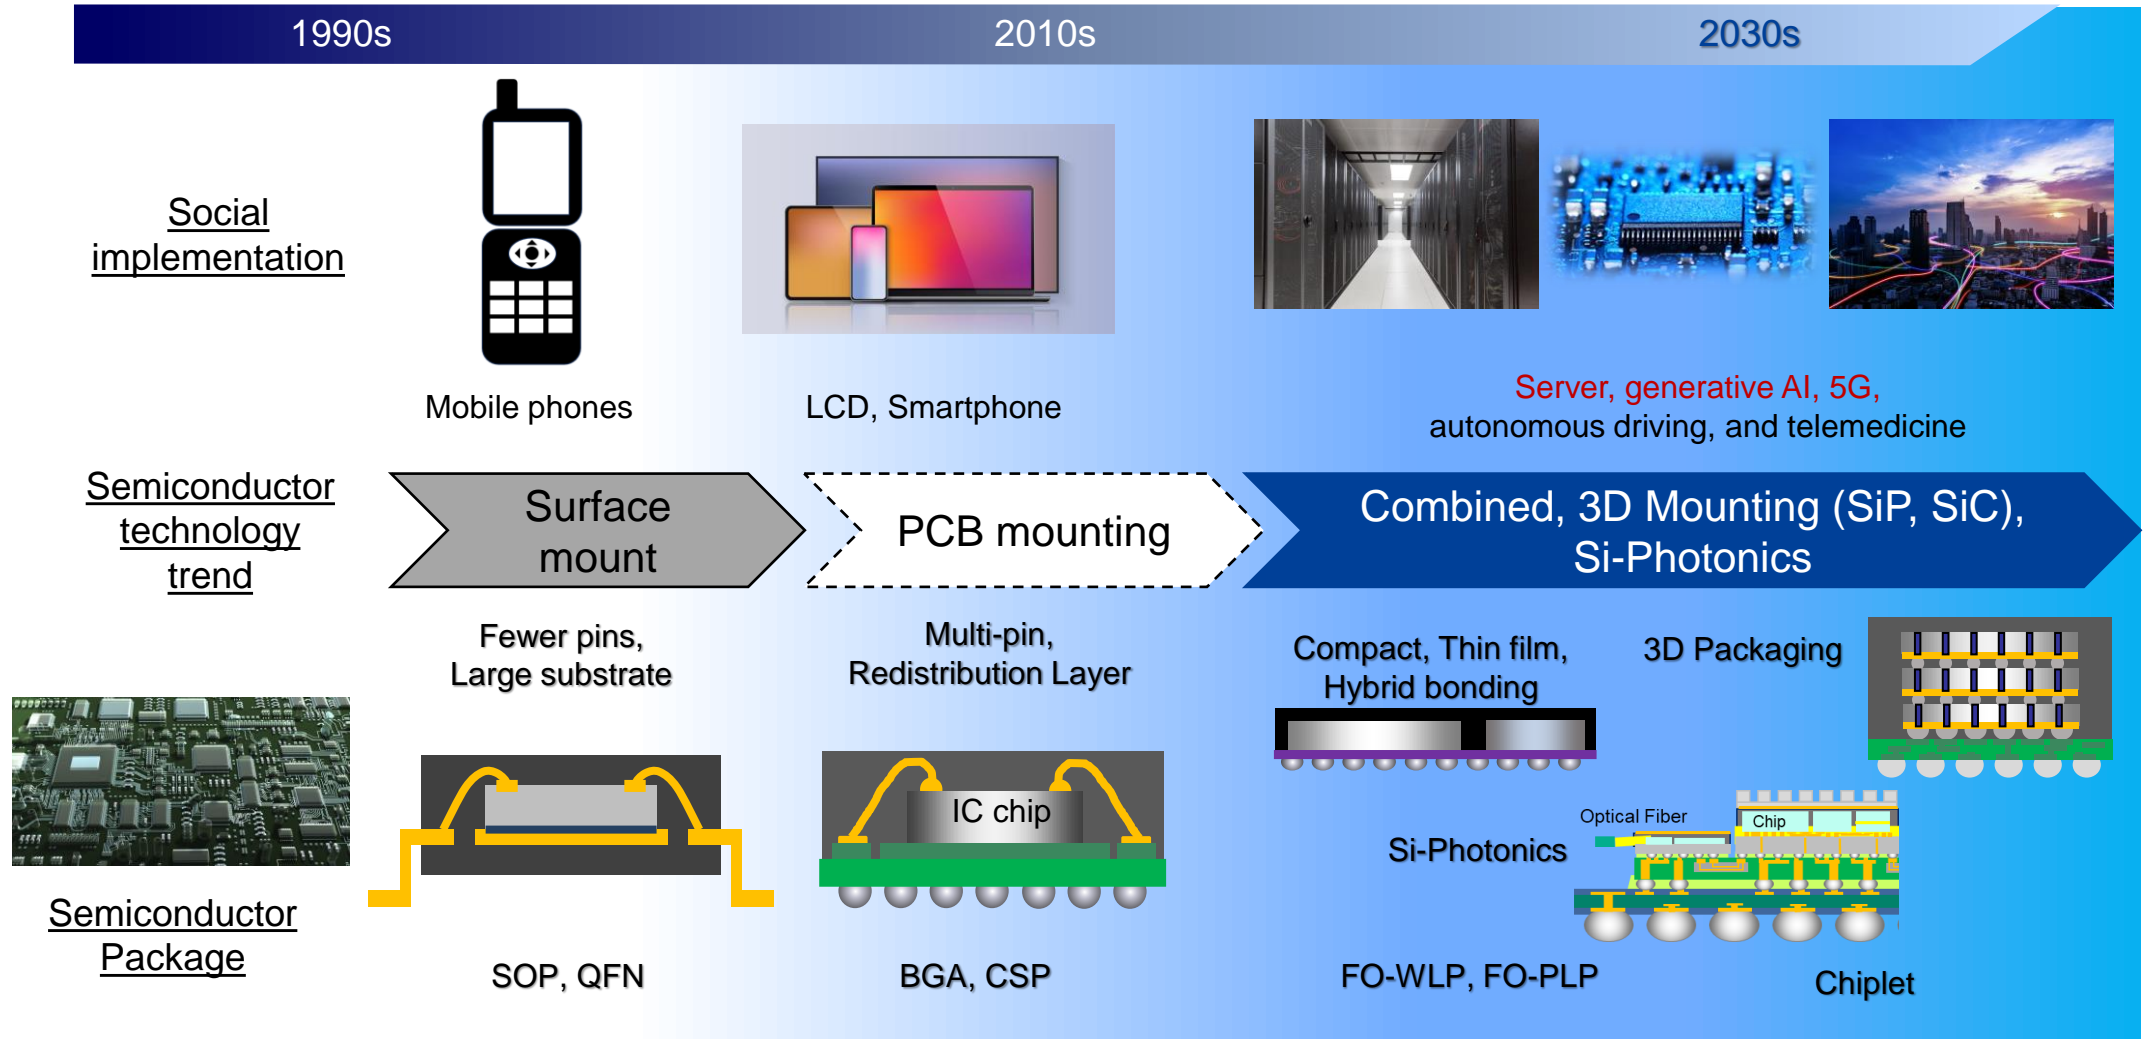 1990s
2010s
2030s
Social
implementation
Mobile phones
LCD, Smartphone
Server, generative AI, 5G,
autonomous driving, and telemedicine
Semiconductor
technology
trend
Surface
mount
PCB mounting
Combined, 3D Mounting (SiP, SiC),
Si-Photonics
Fewer pins,
Large substrate
Multi-pin,
Redistribution Layer
Compact, Thin film,
Hybrid bonding
3D Packaging
IC chip
Optical Fiber
Chip
Si-Photonics
Semiconductor
Package
SOP, QFN
BGA, CSP
FO-WLP, FO-PLP
Chiplet